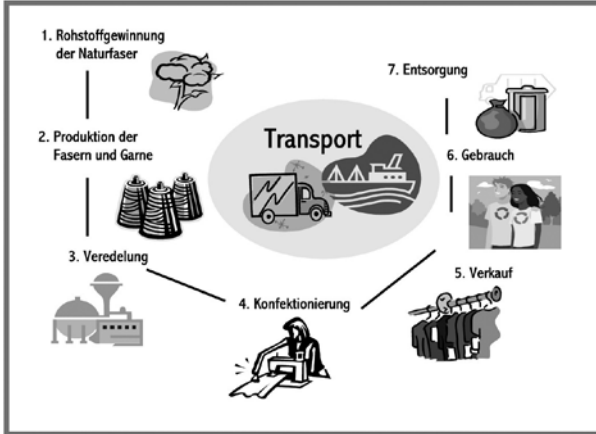 1. Rohstoffgewinnung
der Naturfaser
2. Produktion der
Fasern und Garne
3. Veredelung
4. Konfektionierung
5. Verkauf
6. Gebrauch
7. Entsorgung
Transport